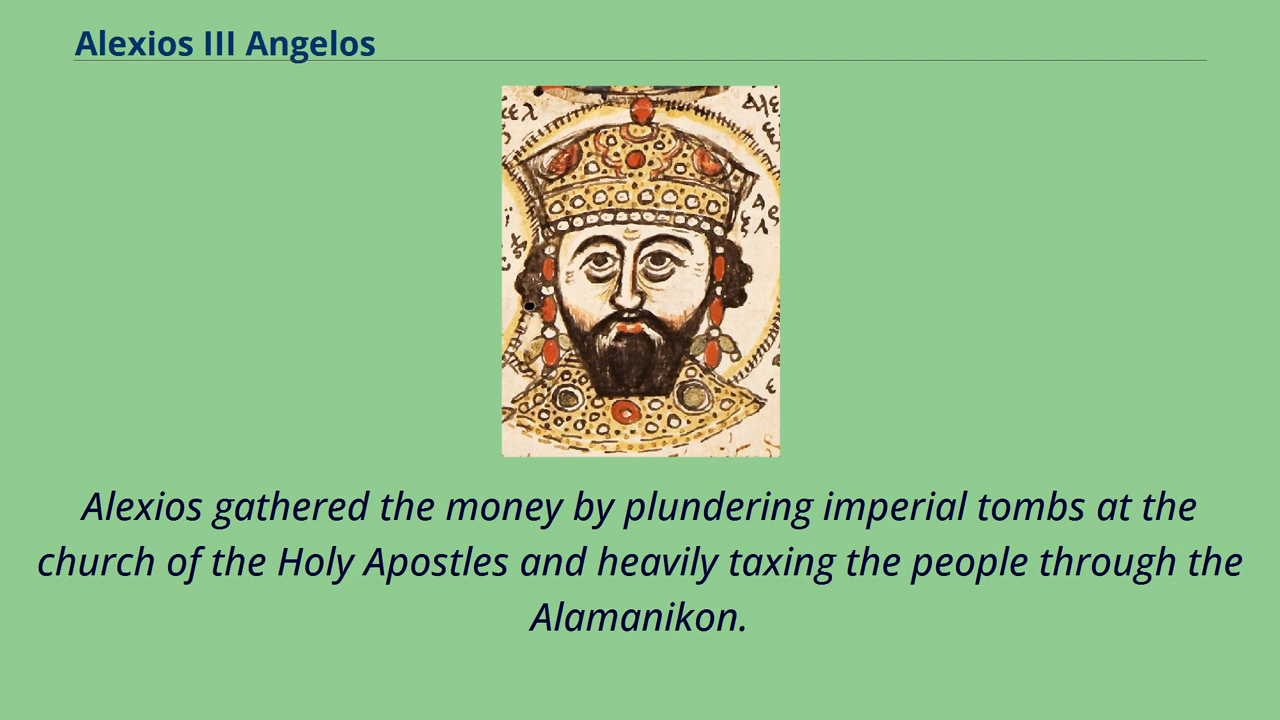 Alexios III Angelos
Alexios gathered the money by plundering imperial tombs at the
church of the Holy Apostles and heavily taxing the people through the
Alamanikon.